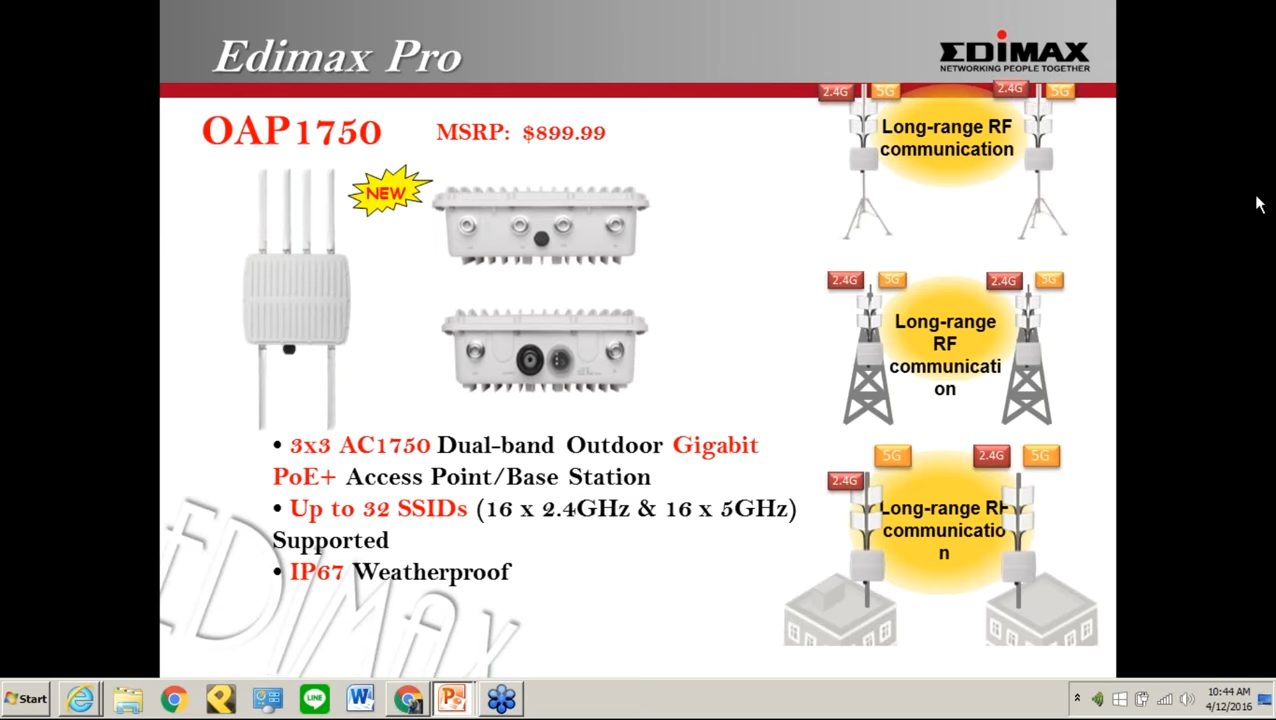 Edimax Pro
EDIMAX
NETWORKING PEOPLE TOGETHER
OAP1750
MSRP: $899.99
NEW
2.4G
5G
2.4G
5G
Long-range RF
communication
2.4G
5G
2.4G
5G
Long-range
RF
communicati
on
5G
2.4G
5G
2.4G
Long-range RF
communicatio
n
• 3x3 AC1750 Dual-band Outdoor Gigabit
PoE+ Access Point/Base Station
• Up to 32 SSIDs (16 x 2.4GHz & 16 x 5GHz)
Supported
• IP67 Weatherproof
EDIMAX
Start
LINE
10:44 AM
4/12/2016